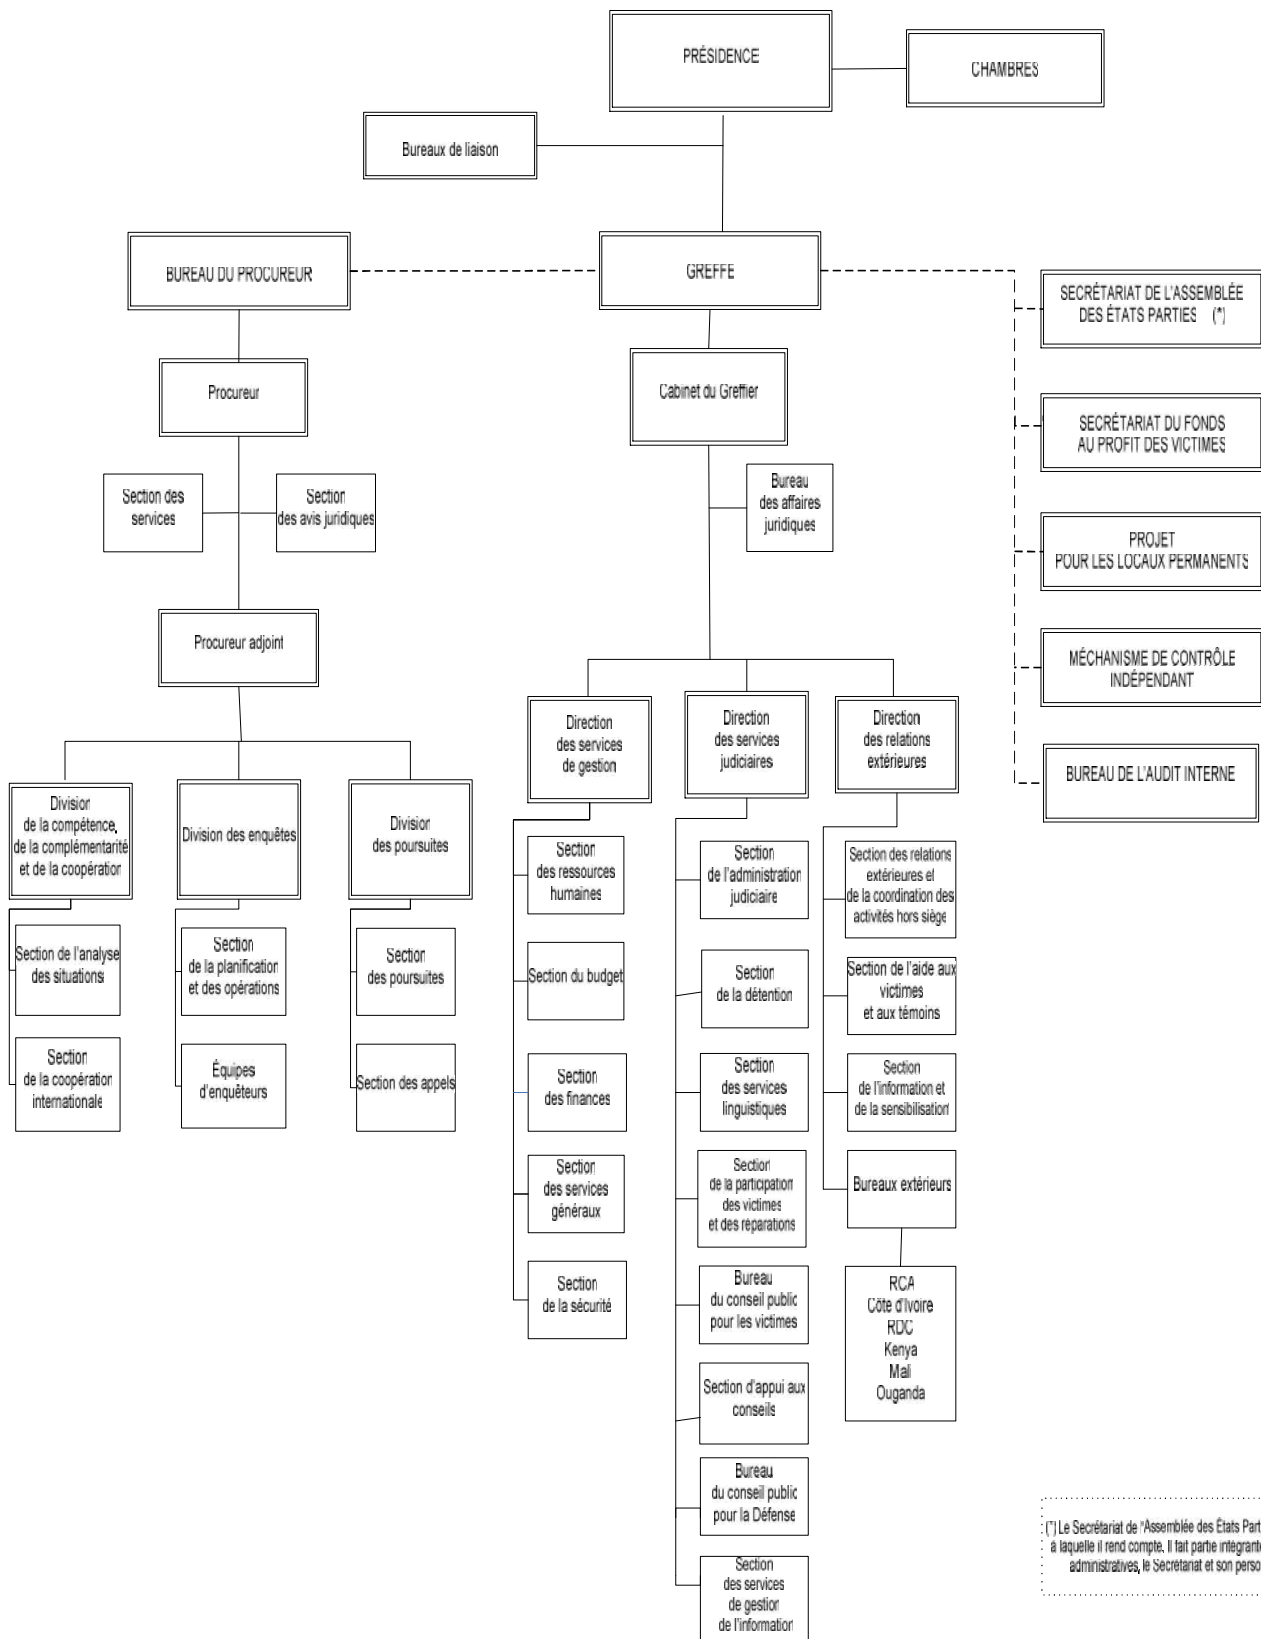 PRÉSIDENCE
CHAMBRES
Bureaux de liaison
BUREAU DU PROCUREUR
GREFFE
SECRÉTARIAT DE L'ASSEMBLÉE
DES ÉTATS PARTIES (*)
Procureur
Cabinet du Greffier
SECRÉTARIAT DU FONDS
AU PROFIT DES VICTIMES
Section des
services
Section
des avis juridiques
Bureau
des affaires
juridiques
PROJET
POUR LES LOCAUX PERMANENTS
Procureur adjoint
MÉCHANISME DE CONTRÔLE
INDÉPENDANT
Direction
des services
de gestion
Direction
des services
judiciaires
Direction
des relations
extérieures
BUREAU DE L'AUDIT INTERNE
Division
de la compétence,
de la complémentarité
et de la coopération
Division des enquêtes
Division
des poursuites
Section de l'analyse
des situations
Section
de la coopération
internationale
Section
de la planification
et des opérations
Équipes
d'enquêteurs
Section
des poursuites
Section des appels
Section
des ressources
humaines
Section du budget
Section
des finances
Section
des services
généraux
Section
de la sécurité
Section
de l'administration
judiciaire
Section
de la détention
Section
des services
linguistiques
Section
de la participation
des victimes
et des réparations
Bureau
du conseil public
pour les victimes
Section d'appui aux
conseils
Bureau
du conseil public
pour la Défense
Section
des services
de gestion
de l'information
Section des relations
extérieures et
de la coordination des
activités hors siège
Section de l'aide aux
victimes
et aux témoins
Section
de l'information et
de la sensibilisation
Bureaux extérieurs
RCA
Côte d'Ivoire
RDC
Kenya
Mali
Ouganda
(*) Le Secrétariat de l'Assemblée des États Part
à laquelle il rend compte. Il fait partie intégrante
administratives, le Secrétariat et son perso